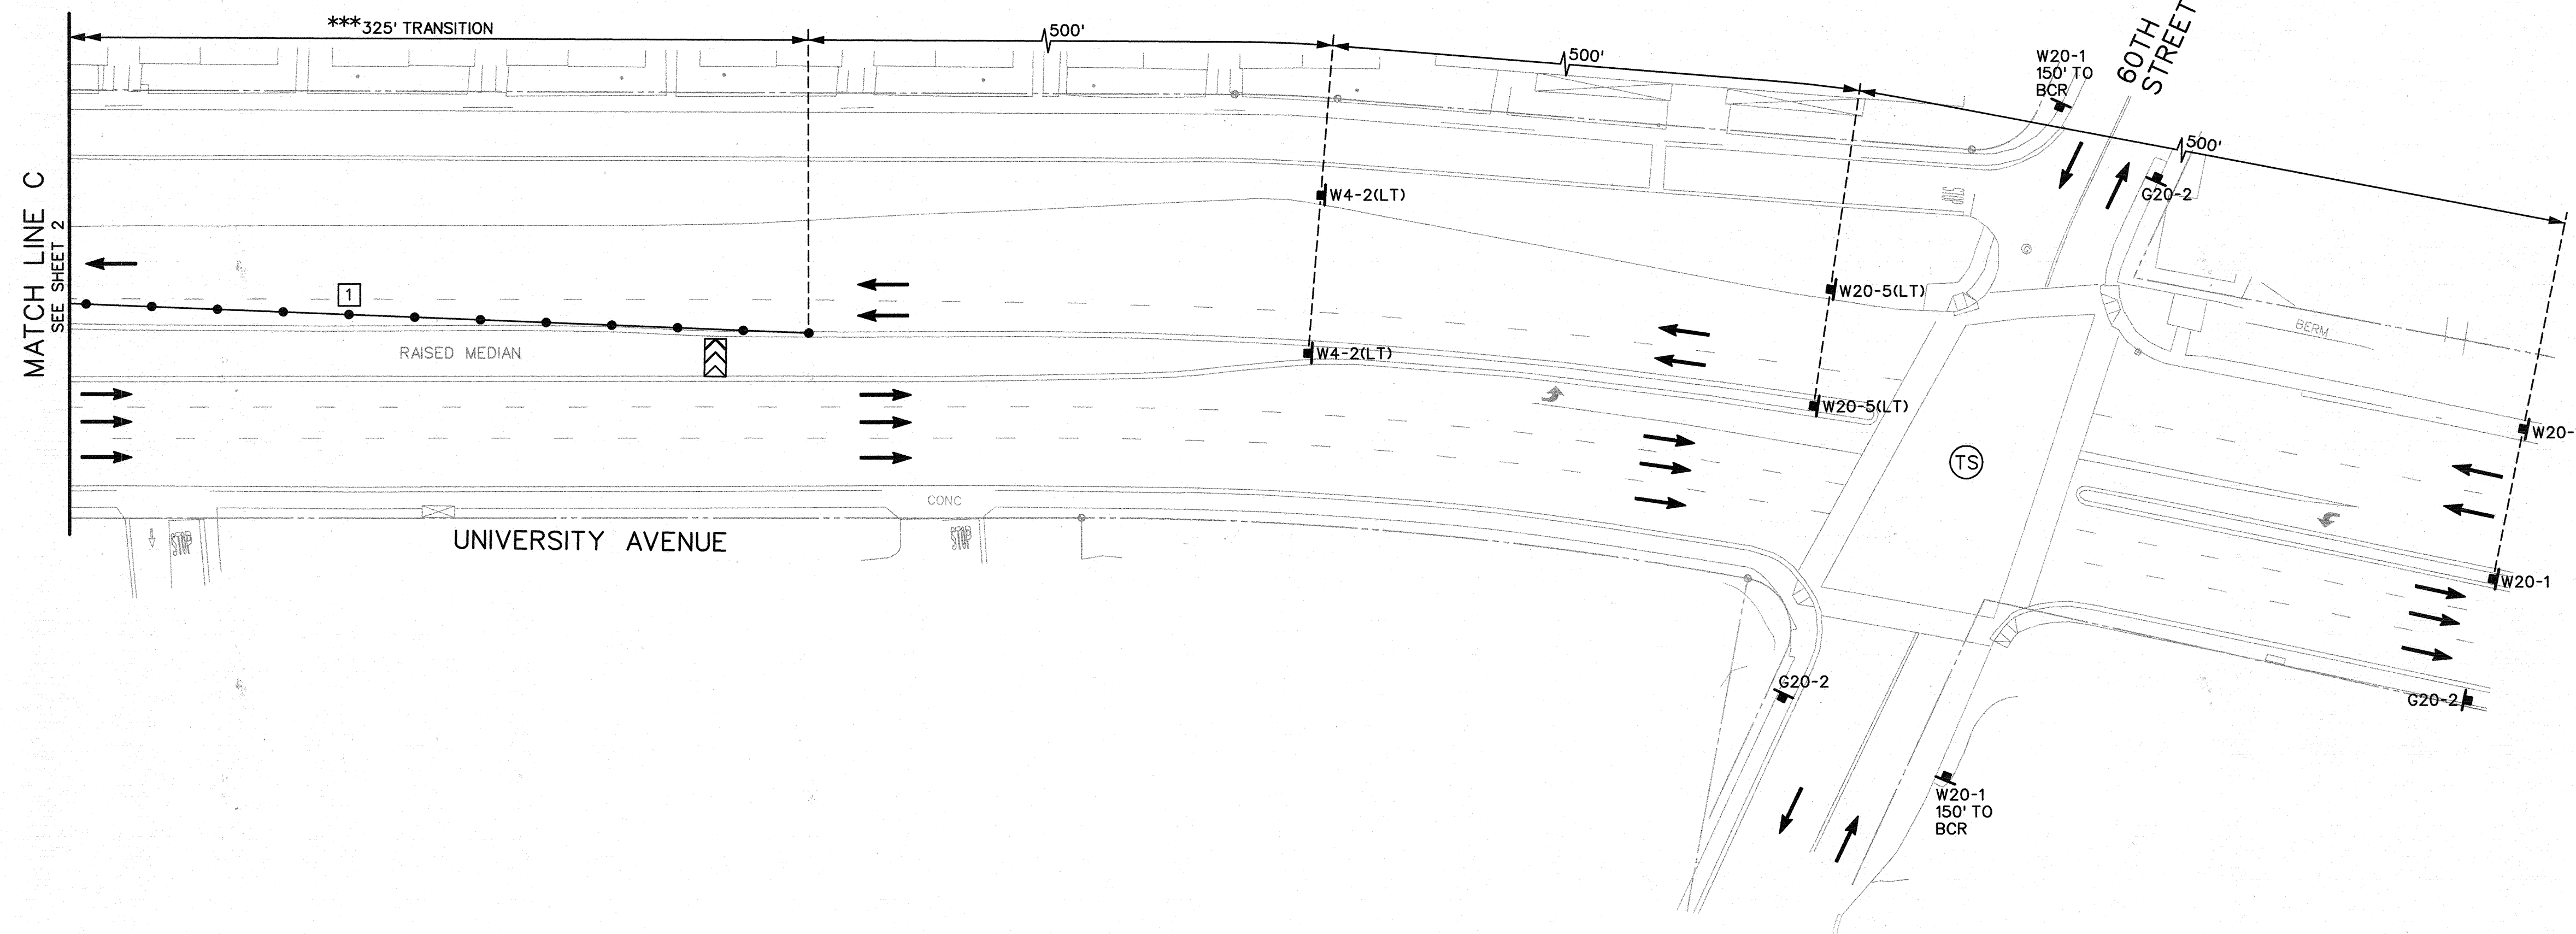 ***325' TRANSITION
500'
500'
500'
W20-1
150' TO
BCR
60TH
STREET
G20-2
MATCH LINE C
SEE SHEET 2
W4-2(LT)
1
W20-5(LT)
BERM
RAISED MEDIAN
W4-2(LT)
W20-5(LT)
W20-
TS
CONC
UNIVERSITY AVENUE
STOP
W20-1
G20-2
G20-2
W20-1
150' TO
BCR